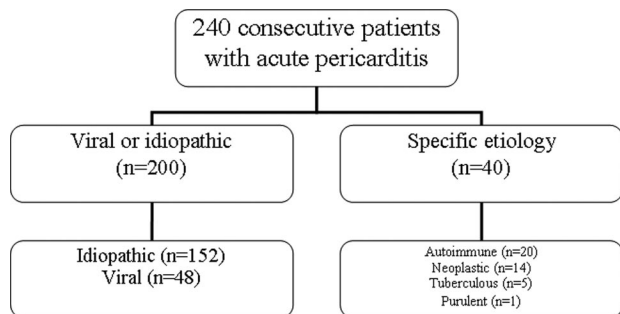 240 consecutive patients
with acute pericarditis
Viral or idiopathic
(n=200)
Specific etiology
(n=40)
Idiopathic (n=152)
Viral (n=48)
Autoimmune (n=20)
Neoplastic (n=14)
Tuberculous (n=5)
Purulent (n=1)